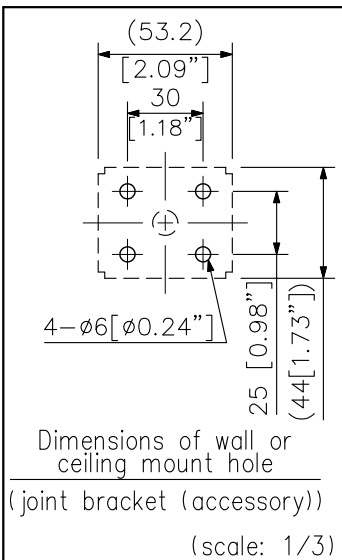 (53.2)
[2.09”]
30
[1.18”]
4-ø6[ø0.24”]
25 [0.98”]
(44[1.73”])
Dimensions of wall or
ceiling mount hole
(joint bracket (accessory))
(scale: 1/3)